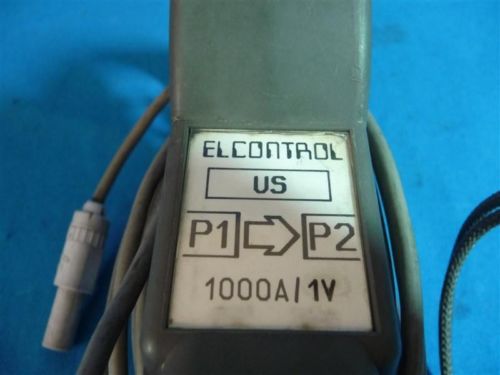 ELCONTROL
US
P1 P2
1000A/1V